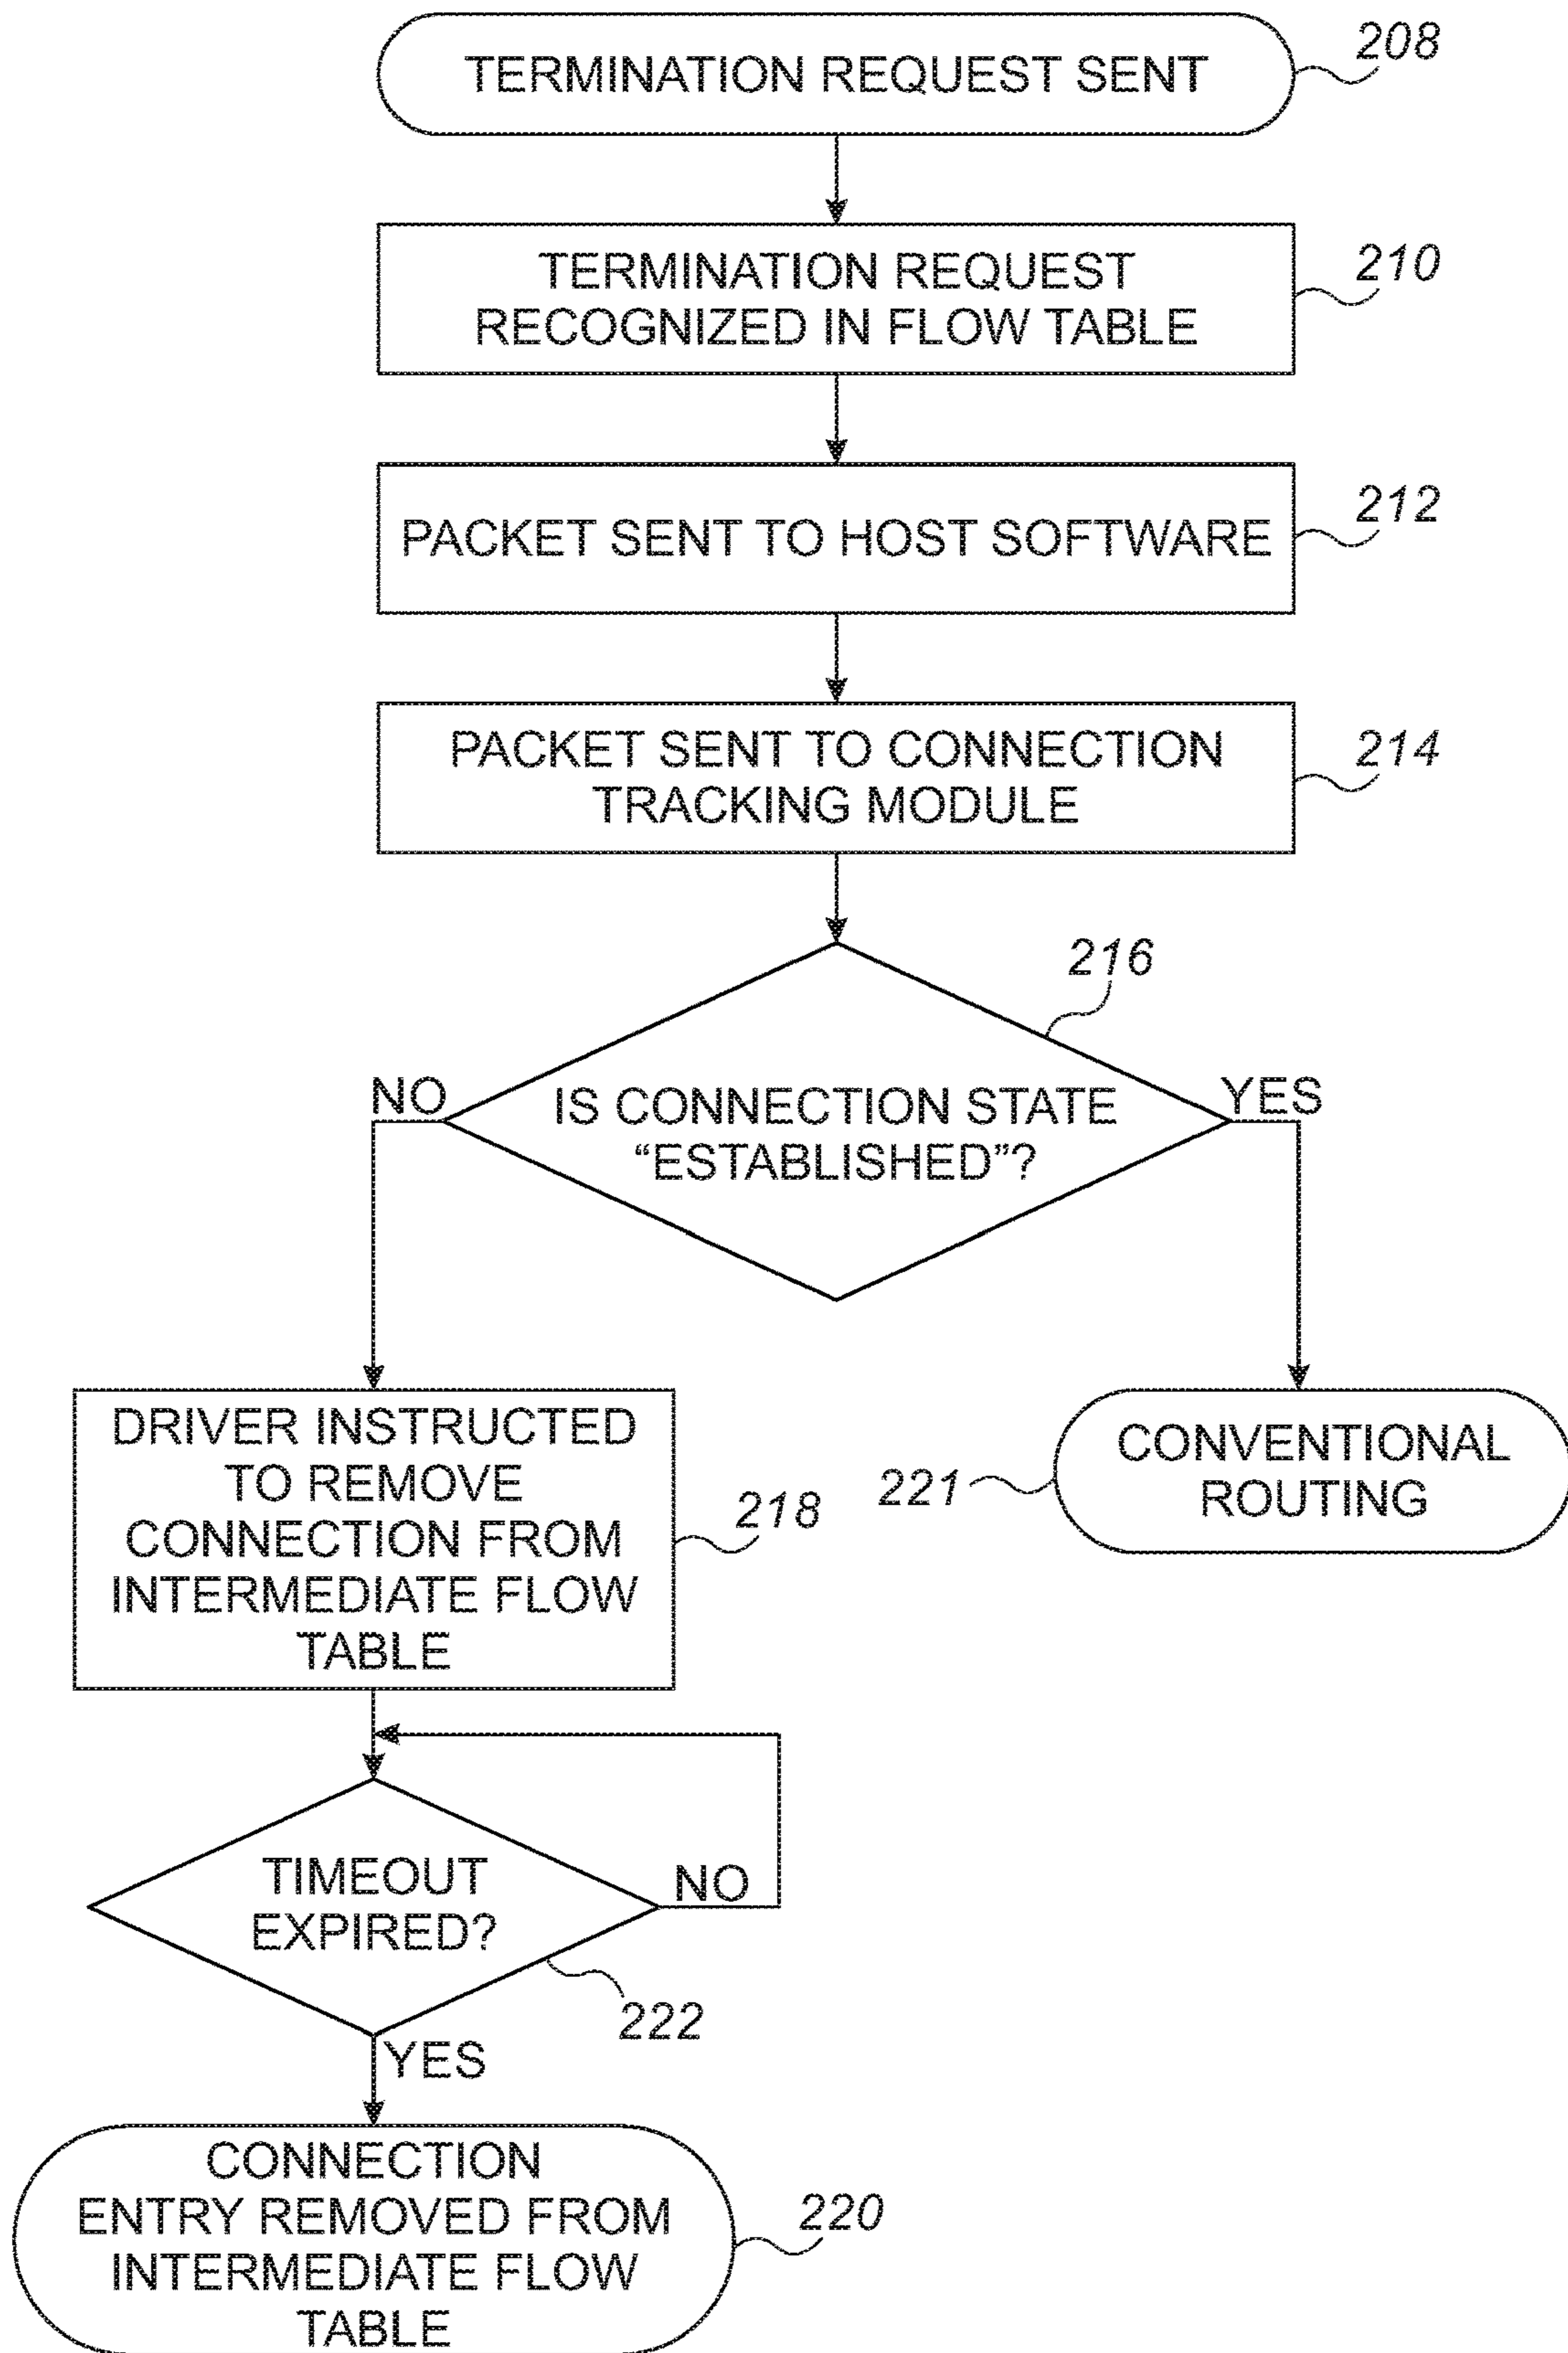 TERMINATION REQUEST SENT
208
TERMINATION REQUEST
RECOGNIZED IN FLOW TABLE
210
PACKET SENT TO HOST SOFTWARE
212
PACKET SENT TO CONNECTION
TRACKING MODULE
214
216
NO
IS CONNECTION STATE
“ESTABLISHED”?
YES
DRIVER INSTRUCTED
TO REMOVE
CONNECTION FROM
INTERMEDIATE FLOW
TABLE
218
221
CONVENTIONAL
ROUTING
TIMEOUT
EXPIRED?
NO
222
YES
CONNECTION
ENTRY REMOVED FROM
INTERMEDIATE FLOW
TABLE
220